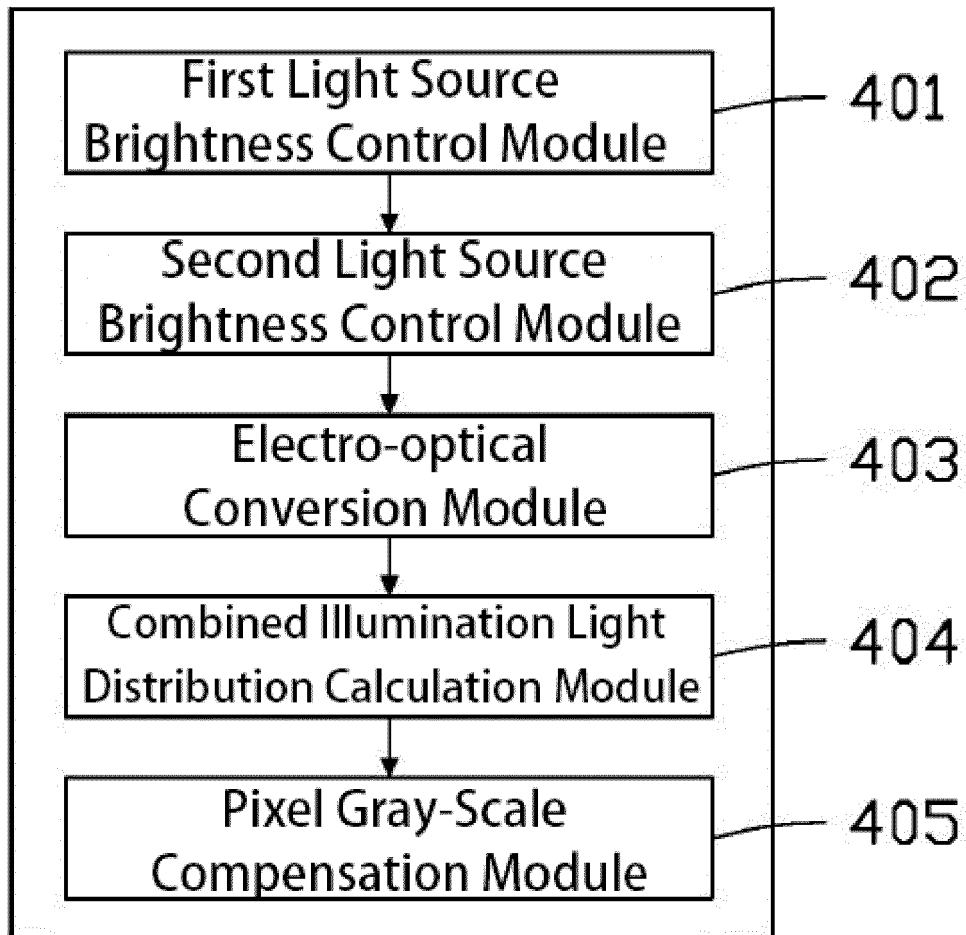 First Light Source
Brightness Control Module
401
Second Light Source
Brightness Control Module
402
Electro-optical
Conversion Module
403
Combined Illumination Light
Distribution Calculation Module
404
Pixel Gray-Scale
Compensation Module
405